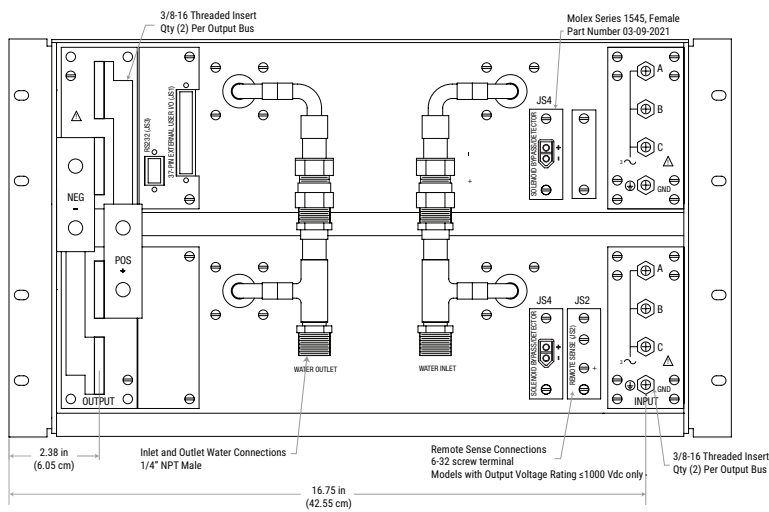 3/8-16 Threaded Insert
Qty (2) Per Output Bus
Molex Series 1545, Female
Part Number 03-09-2021
RS232 (JS3)
37-PIN EXTERNAL USER I/O (JS1)
NEG
-
POS
+
JS4
SOLENOID BYPASS/DETECTOR
+
-
-
+
A
B
C
3
GND
JS4
JS2
SOLENOID BYPASS/DETECTOR
+
-
REMOTE SENSE (JS2)
-
+
A
B
C
3
GND
OUTPUT
WATER OUTLET
WATER INLET
INPUT
2.38 in
(6.05 cm)
Inlet and Outlet Water Connections
1/4" NPT Male
Remote Sense Connections
6-32 screw terminal
Models with Output Voltage Rating ≤1000 Vdc only
3/8-16 Threaded Insert
Qty (2) Per Output Bus
16.75 in
(42.55 cm)